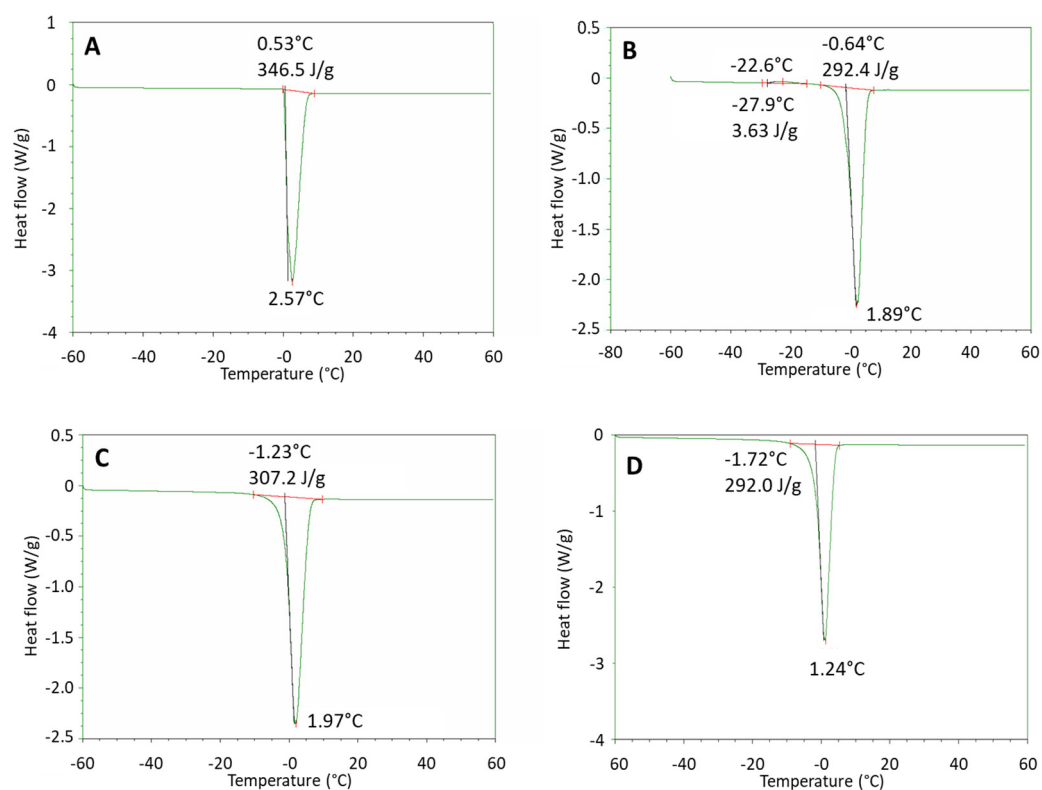 A
0.53°C
346.5 J/g
2.57°C
1
0
-1
-2
-3
-4
Heat flow (W/g)
-60
-40
-20
-0
20
40
60
Temperature (°C)
B
-0.64°C
292.4 J/g
-22.6°C
-27.9°C
3.63 J/g
1.89°C
0.5
0
-0.5
-1.0
-1.5
-2.0
-2.5
Heat flow (W/g)
-80
-60
-40
-20
-0
20
40
60
Temperature (°C)
C
-1.23°C
307.2 J/g
1.97°C
0.5
0
-0.5
-1.0
-1.5
-2.0
-2.5
Heat flow (W/g)
-60
-40
-20
-0
20
40
60
Temperature (°C)
D
-1.72°C
292.0 J/g
1.24°C
0
-1
-2
-3
-4
Heat flow (W/g)
60
-40
-20
-0
20
40
60
Temperature (°C)